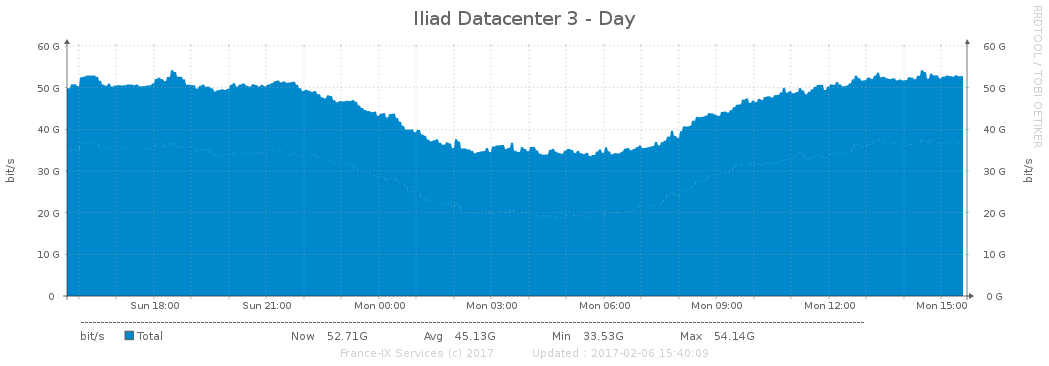 Iliad Datacenter 3 - Day
RRDTOOL / TOBI OETIKER
60 G 60 G
50 G 50 G
40 G 40 G
30 G 30 G
20 G 20 G
10 G 10 G
0 0 G
bit/s bit/s
Sun 18:00 Sun 21:00 Mon 00:00 Mon 03:00 Mon 06:00 Mon 09:00 Mon 12:00 Mon 15:00
bit/s Total Now 52.71G Avg 45.13G Min 33.53G Max 54.14G
France-IX Services (c) 2017 Updated : 2017-02-06 15:40:09